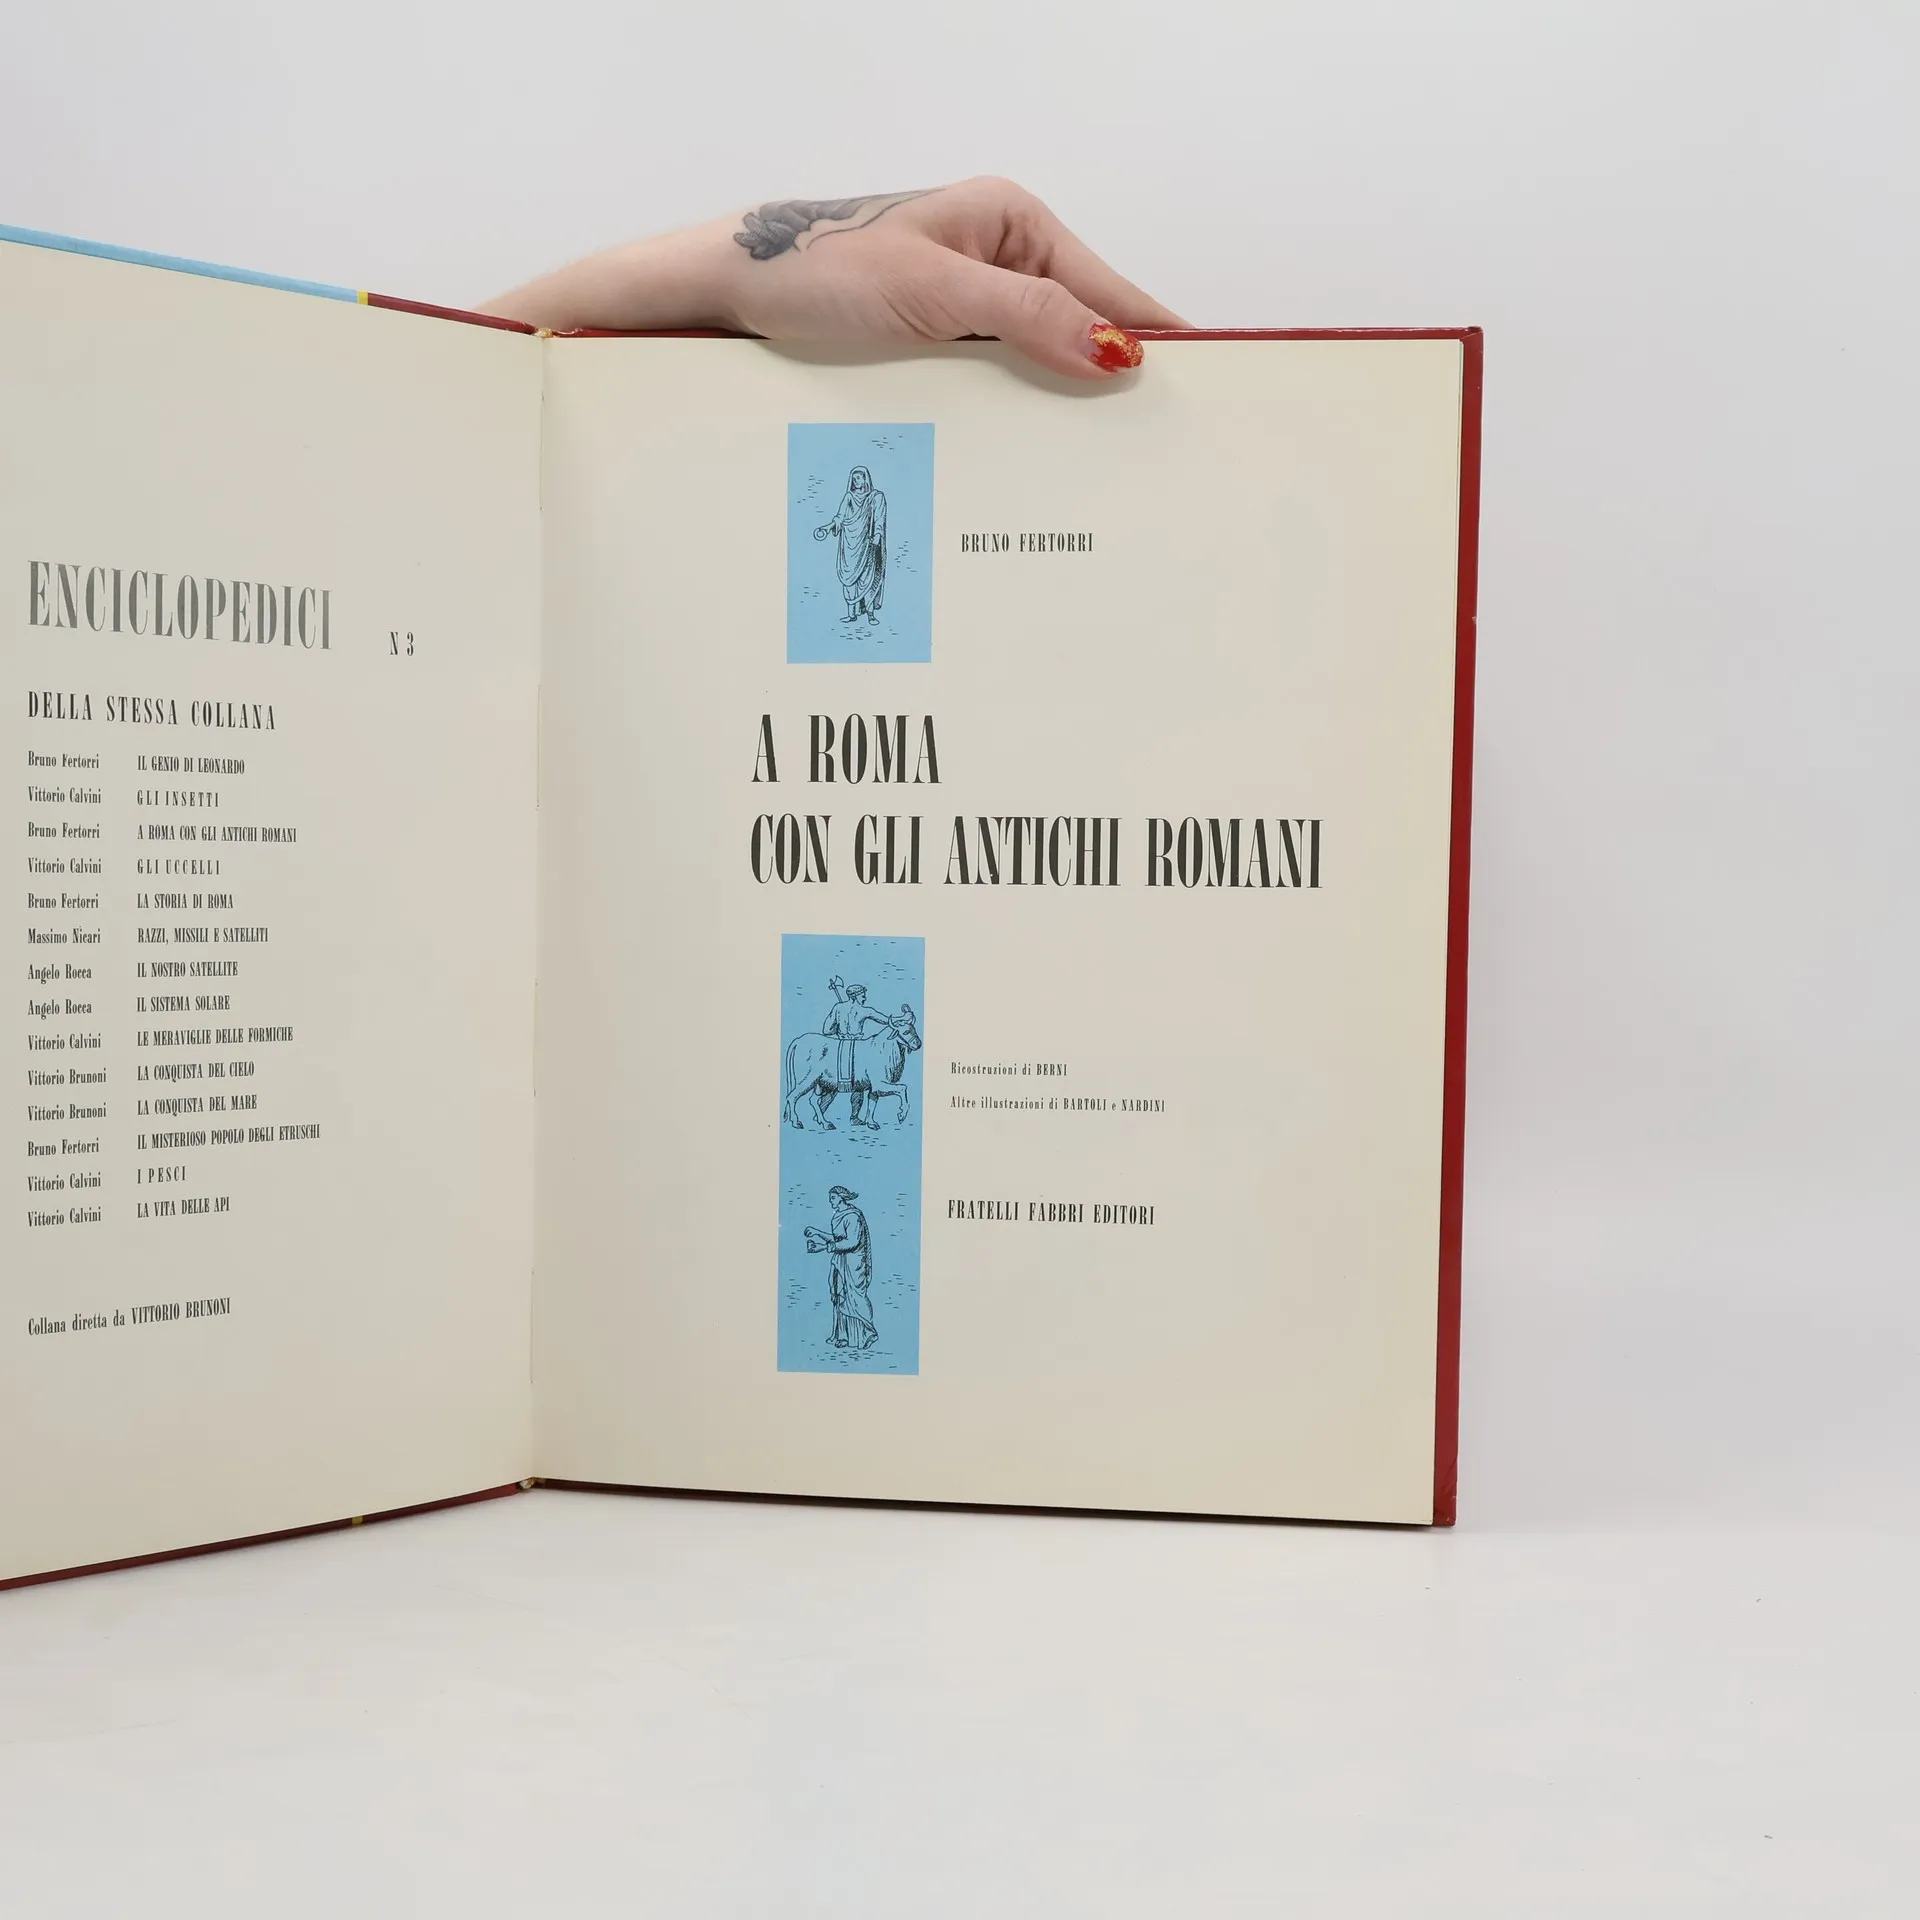 ENCICLOPEDICI
N 3
DELLA STESSA COLLANA
Bruno Fertorri IL GENIO DI LEONARDO
Vittorio Calvini GLI INSETTI
Bruno Fertorri A ROMA CON GLI ANTICHI ROMANI
Vittorio Calvini GLI UCCELLI
Bruno Fertorri LA STORIA DI ROMA
Massimo Nicari RAZZI, MISSILI E SATELLITI
Angelo Rocca IL NOSTRO SATELLITE
Angelo Rocca IL SISTEMA SOLARE
Vittorio Calvini LE MERAVIGLIE DELLE FORMICHE
Vittorio Brunoni LA CONQUISTA DEL CIELO
Vittorio Brunoni LA CONQUISTA DEL MARE
Bruno Fertorri IL MISTERIOSO POPOLO DEGLI ETRUSCHI
Vittorio Calvini I PESCI
Vittorio Calvini LA VITA DELLE API
Collana diretta da VITTORIO BRUNONI
BRUNO FERTORRI
A ROMA
CON GLI ANTICHI ROMANI
Ricostruzioni di BERNI
Altre illustrazioni di BARTOLI e NARDINI
FRATELLI FABBRI EDITORI